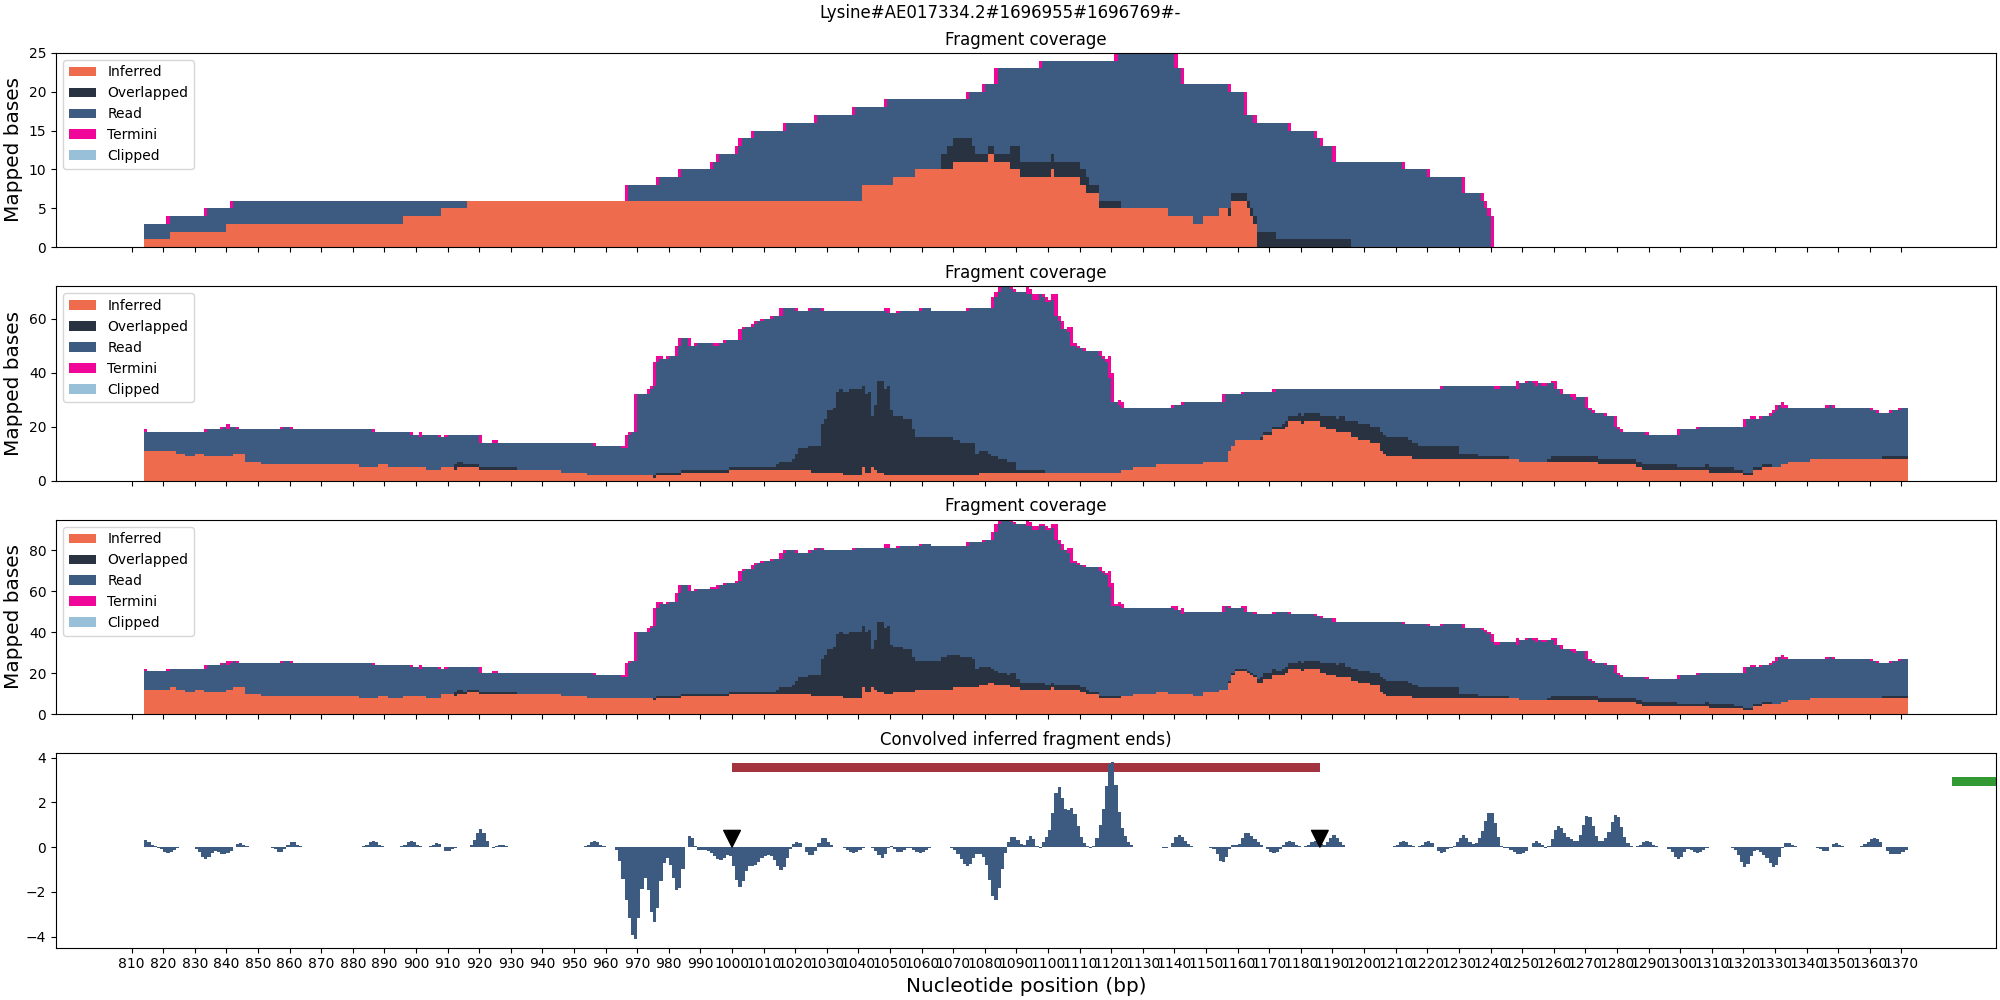 Lysine#AE017334.2#1696955#1696769#-
Fragment coverage
Mapped bases
25
20
15
10
5
0
Inferred
Overlapped
Read
Termini
Clipped
Fragment coverage
Mapped bases
60
40
20
0
Inferred
Overlapped
Read
Termini
Clipped
Fragment coverage
Mapped bases
80
60
40
20
0
Inferred
Overlapped
Read
Termini
Clipped
Convolved inferred fragment ends)
4
2
0
−2
−4
810 820 830 840 850 860 870 880 890 900 910 920 930 940 950 960 970 980 990 1000 1010 1020 1030 1040 1050 1060 1070 1080 1090 1100 1110 1120 1130 1140 1150 1160 1170 1180 1190 1200 1210 1220 1230 1240 1250 1260 1270 1280 1290 1300 1310 1320 1330 1340 1350 1360 1370
Nucleotide position (bp)